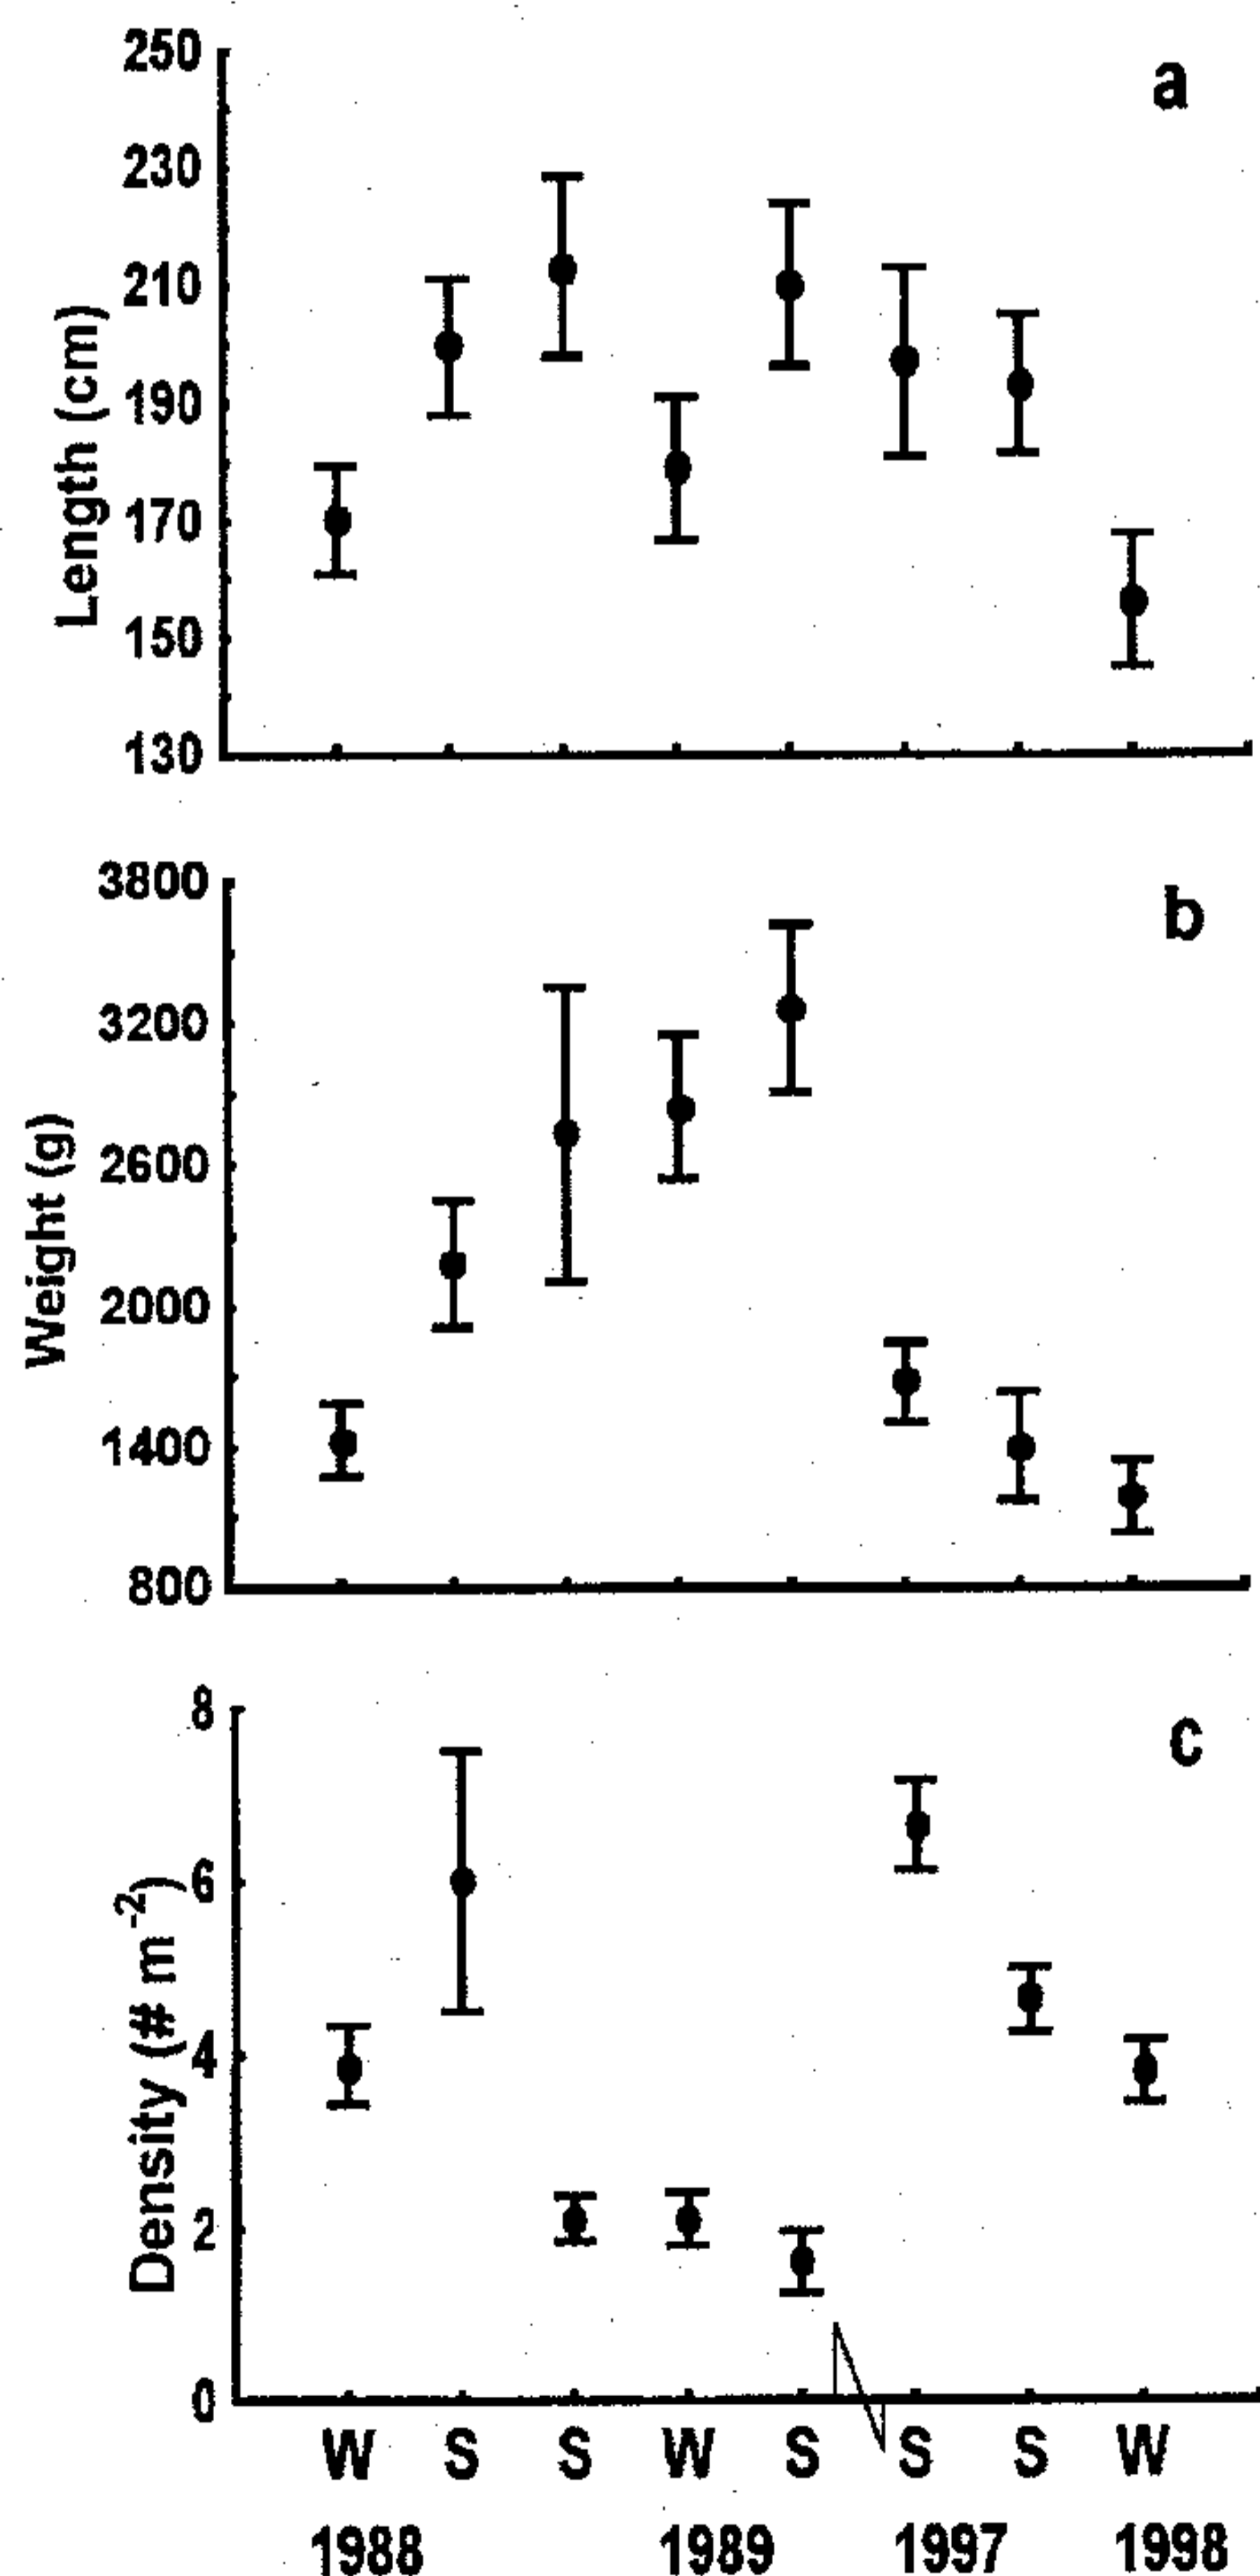 a
250
230
210
190
170
150
130
Length (cm)
b
3800
3200
2600
2000
1400
800
Weight (g)
c
8
6
4
2
0
Density (# m⁻²)
W S S W S S S W
1988 1989 1997 1998